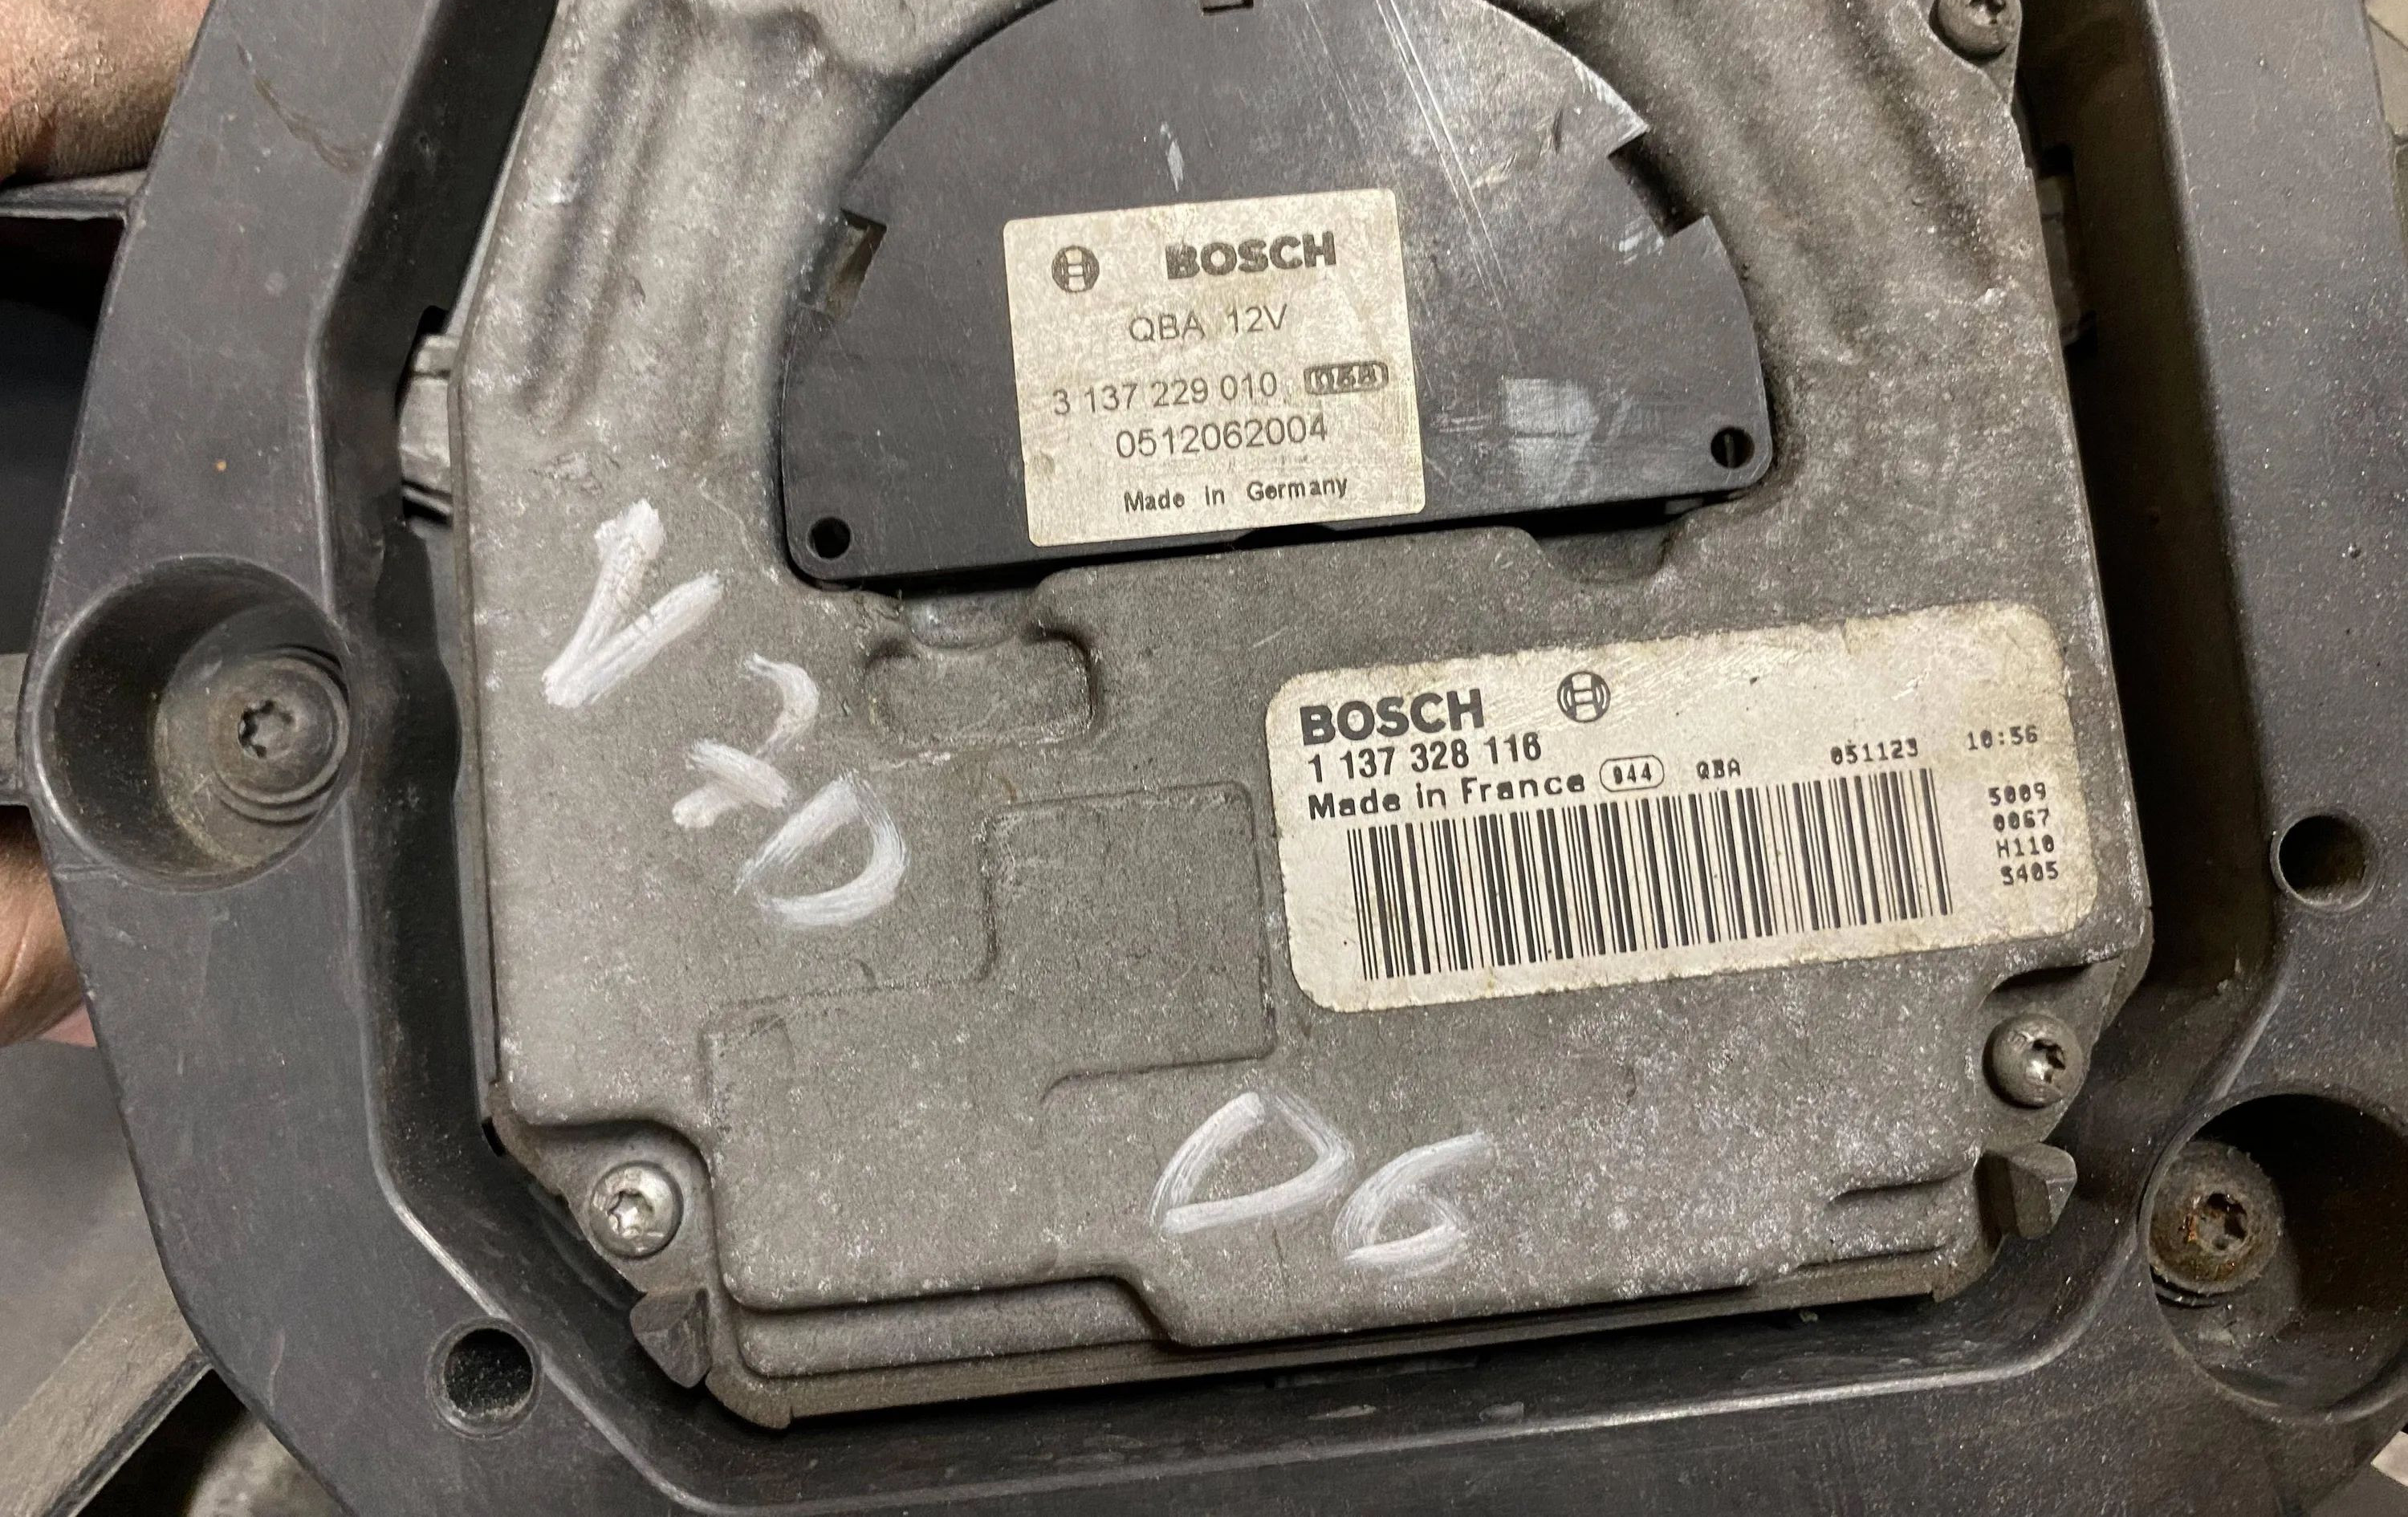 BOSCH
QBA 12V
3 137 229 010
0512062004
Made in Germany
BOSCH
1 137 328 116
Made in France 944 QBA 051123 10:56
5009
0067
H110
5405
06